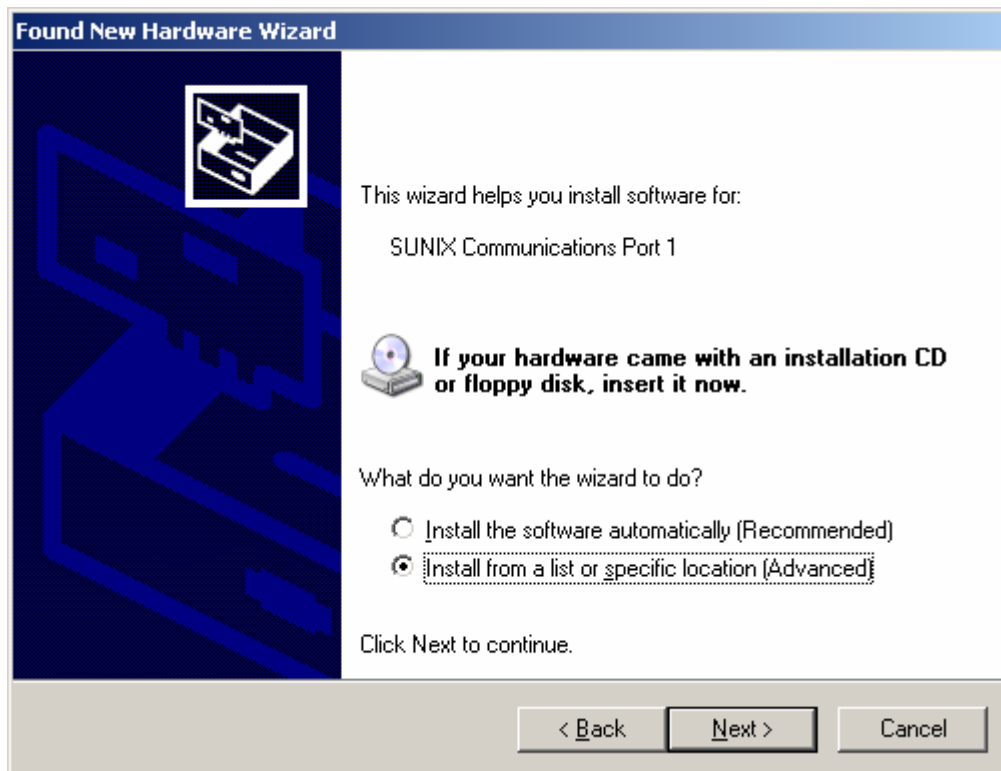 Found New Hardware Wizard
This wizard helps you install software for:
SUNIX Communications Port 1
If your hardware came with an installation CD
or floppy disk, insert it now.
What do you want the wizard to do?
Install the software automatically (Recommended)
Install from a list or specific location (Advanced)
Click Next to continue.
< Back Next > Cancel